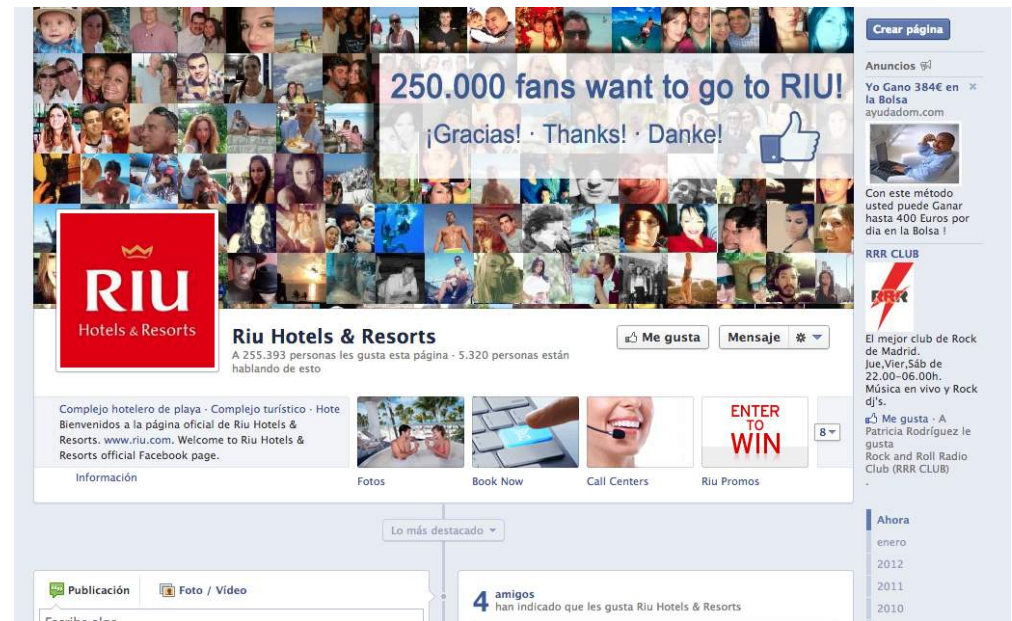 250.000 fans want to go to RIU!
¡Gracias! · Thanks! · Danke!
RIU
Hotels & Resorts
Riu Hotels & Resorts
A 255.393 personas les gusta esta página · 5.320 personas están
hablando de esto
Me gusta
Mensaje
Complejo hotelero de playa · Complejo turístico · Hote
Bienvenidos a la página oficial de Riu Hotels &
Resorts. www.riu.com. Welcome to Riu Hotels &
Resorts official Facebook page.
Información
Fotos
Book Now
Call Centers
ENTER
TO
WIN
Riu Promos
8
Lo más destacado
Publicación
Foto / Vídeo
Escribe algo
4 amigos
han indicado que les gusta Riu Hotels & Resorts
Crear página
Anuncios
Yo Gano 384€ en
la Bolsa
ayudadom.com
Con este método
usted puede Ganar
hasta 400 Euros por
dia en la Bolsa !
RRR CLUB
RRR
El mejor club de Rock
de Madrid.
Jue,Vier,Sáb de
22.00-06.00h.
Música en vivo y Rock
dj's.
Me gusta · A
Patricia Rodríguez le
gusta
Rock and Roll Radio
Club (RRR CLUB)
.
Ahora
enero
2012
2011
2010